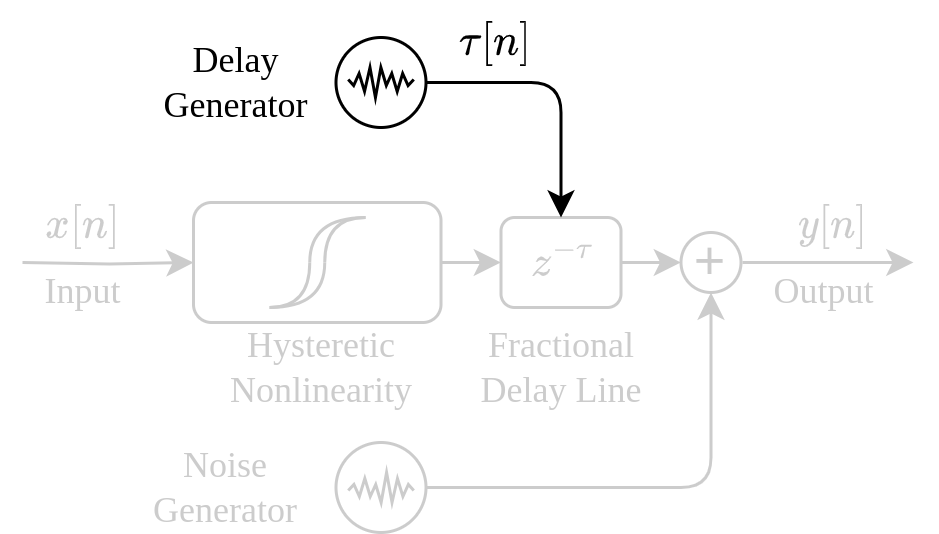 τ[n]
Delay
Generator
x[n]
y[n]
z^{-τ}
+
Input
Output
Hysteretic
Nonlinearity
Fractional
Delay Line
Noise
Generator